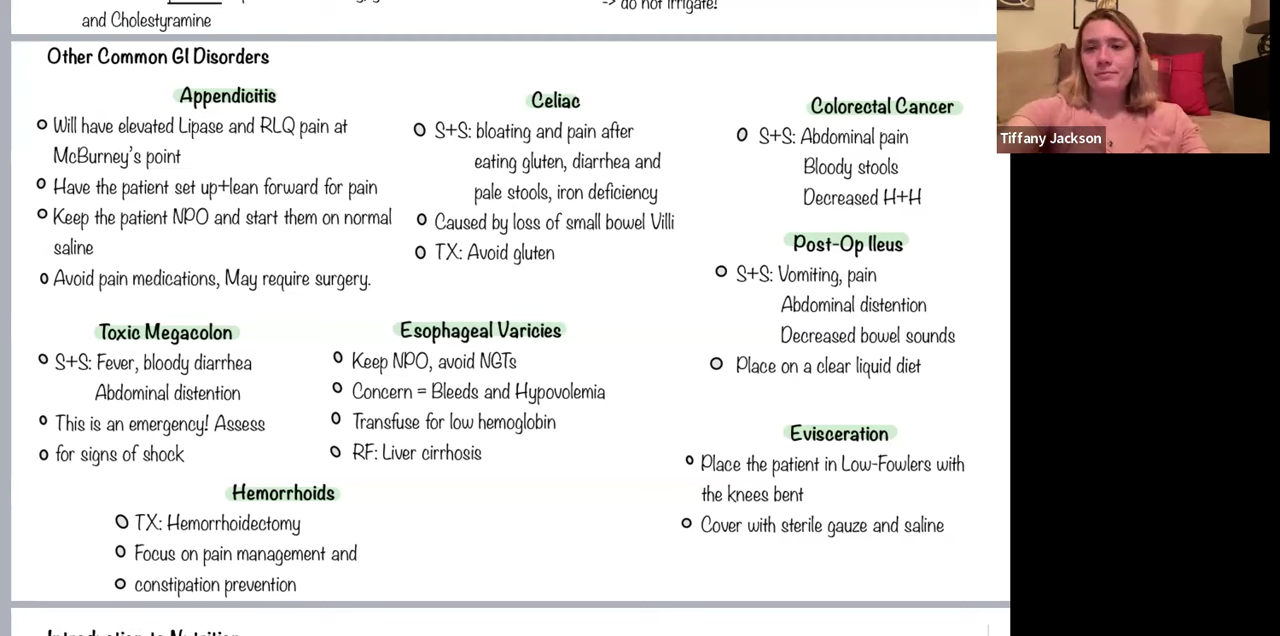 -> do not irrigate!
and Cholestyramine
Other Common GI Disorders
Appendicitis
Will have elevated Lipase and RLQ pain at
McBurney's point
Have the patient set up+lean forward for pain
Keep the patient NPO and start them on normal
saline
Avoid pain medications, May require surgery.
Celiac
S+S: bloating and pain after
eating gluten, diarrhea and
pale stools, iron deficiency
Caused by loss of small bowel Villi
TX: Avoid gluten
Colorectal Cancer
S+S: Abdominal pain
Bloody stools
Decreased H+H
Post-Op Ileus
S+S: Vomiting, pain
Abdominal distention
Decreased bowel sounds
Place on a clear liquid diet
Toxic Megacolon
S+S: Fever, bloody diarrhea
Abdominal distention
This is an emergency! Assess
for signs of shock
Esophageal Varicies
Keep NPO, avoid NGTs
Concern = Bleeds and Hypovolemia
Transfuse for low hemoglobin
RF: Liver cirrhosis
Evisceration
Place the patient in Low-Fowlers with
the knees bent
Cover with sterile gauze and saline
Hemorrhoids
TX: Hemorrhoidectomy
Focus on pain management and
constipation prevention
Introduction to Nutrition
Tiffany Jackson